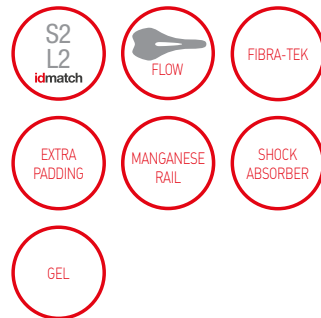 S2
L2
idmatch
FLOW
FIBRA-TEK
EXTRA
PADDING
MANGANESE
RAIL
SHOCK
ABSORBER
GEL